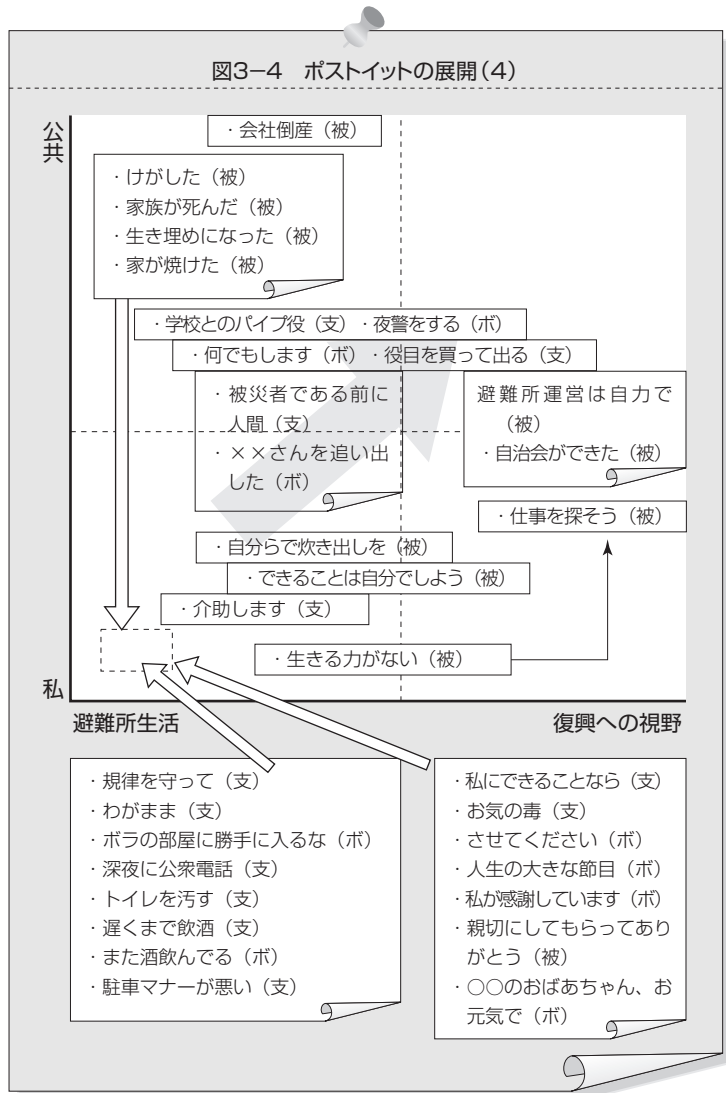 図3−4 ポストイットの展開(4)
公共
・会社倒産(被)
・けがした(被)
・家族が死んだ(被)
・生き埋めになった(被)
・家が焼けた(被)
・学校とのパイプ役(支)・夜警をする(ボ)
・何でもします(ボ)・役目を買って出る(支)
・被災者である前に
人間(支)
・××さんを追い出
した(ボ)
避難所運営は自力で
(被)
・自治会ができた(被)
・仕事を探そう(被)
・自分らで炊き出しを(被)
・できることは自分でしよう(被)
・介助します(支)
・生きる力がない(被)
私
避難所生活
復興への視野
・規律を守って(支)
・わがまま(支)
・ボラの部屋に勝手に入るな(ボ)
・深夜に公衆電話(支)
・トイレを汚す(支)
・遅くまで飲酒(支)
・また酒飲んでる(ボ)
・駐車マナーが悪い(支)
・私にできることなら(支)
・お気の毒(支)
・させてください(ボ)
・人生の大きな節目(ボ)
・私が感謝しています(ボ)
・親切にしてもらってあり
がとう(被)
・○○のおばあちゃん、お
元気で(ボ)